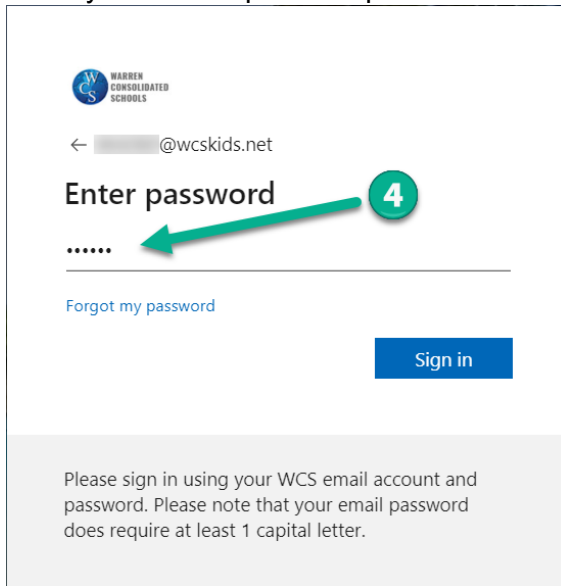 WARREN
CONSOLIDATED
SCHOOLS
WCS
← @wcskids.net
Enter password
4
......
Forgot my password
Sign in
Please sign in using your WCS email account and
password. Please note that your email password
does require at least 1 capital letter.